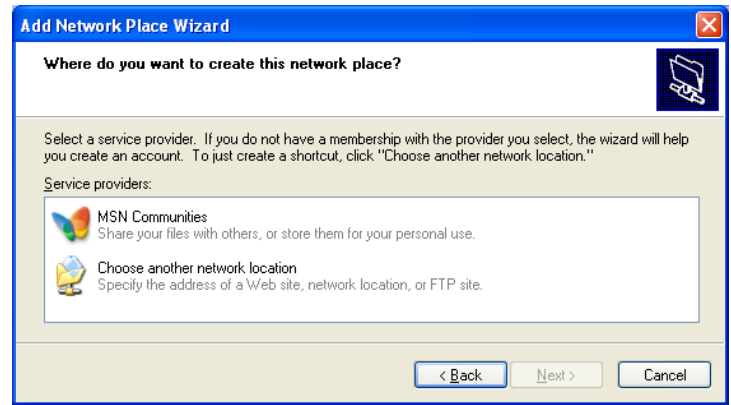 Add Network Place Wizard
Where do you want to create this network place?
Select a service provider.  If you do not have a membership with the provider you select, the wizard will help
you create an account.  To just create a shortcut, click "Choose another network location."
Service providers:
MSN Communities
Share your files with others, or store them for your personal use.
Choose another network location
Specify the address of a Web site, network location, or FTP site.
< Back
Next >
Cancel